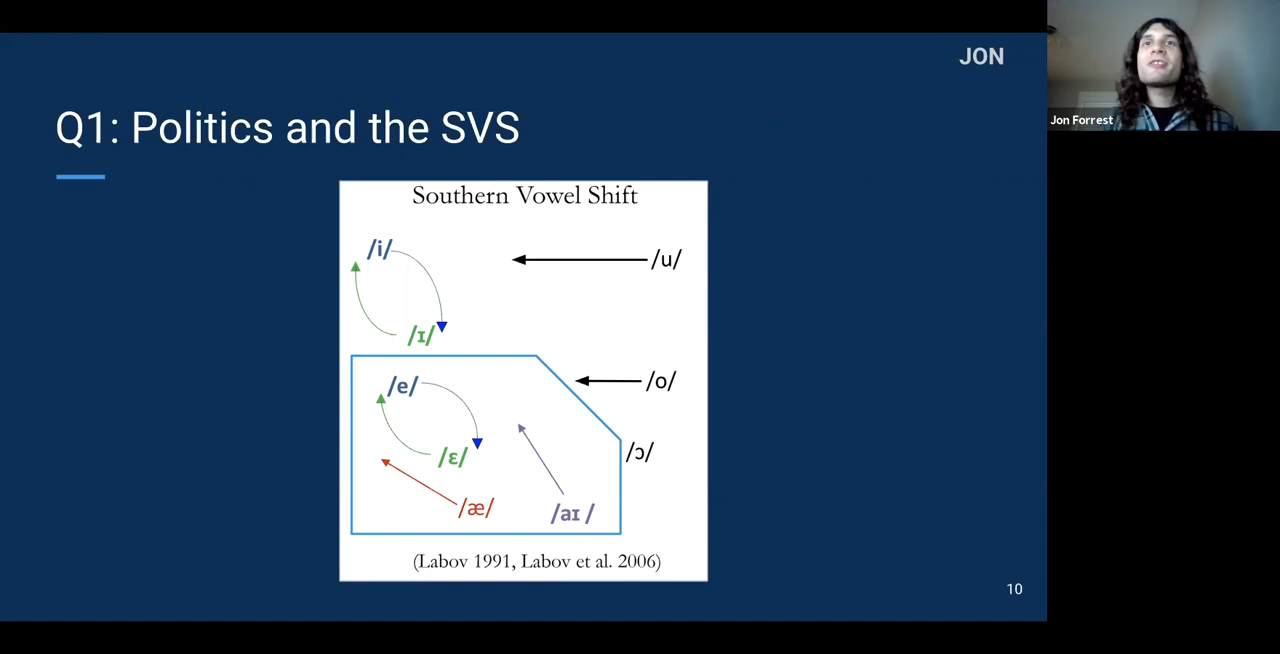 JON
Jon Forrest
Q1: Politics and the SVS
Southern Vowel Shift
/i/
/u/
/ɪ/
/e/
/o/
/ɛ/
/ɔ/
/æ/
/aɪ /
(Labov 1991, Labov et al. 2006)
10